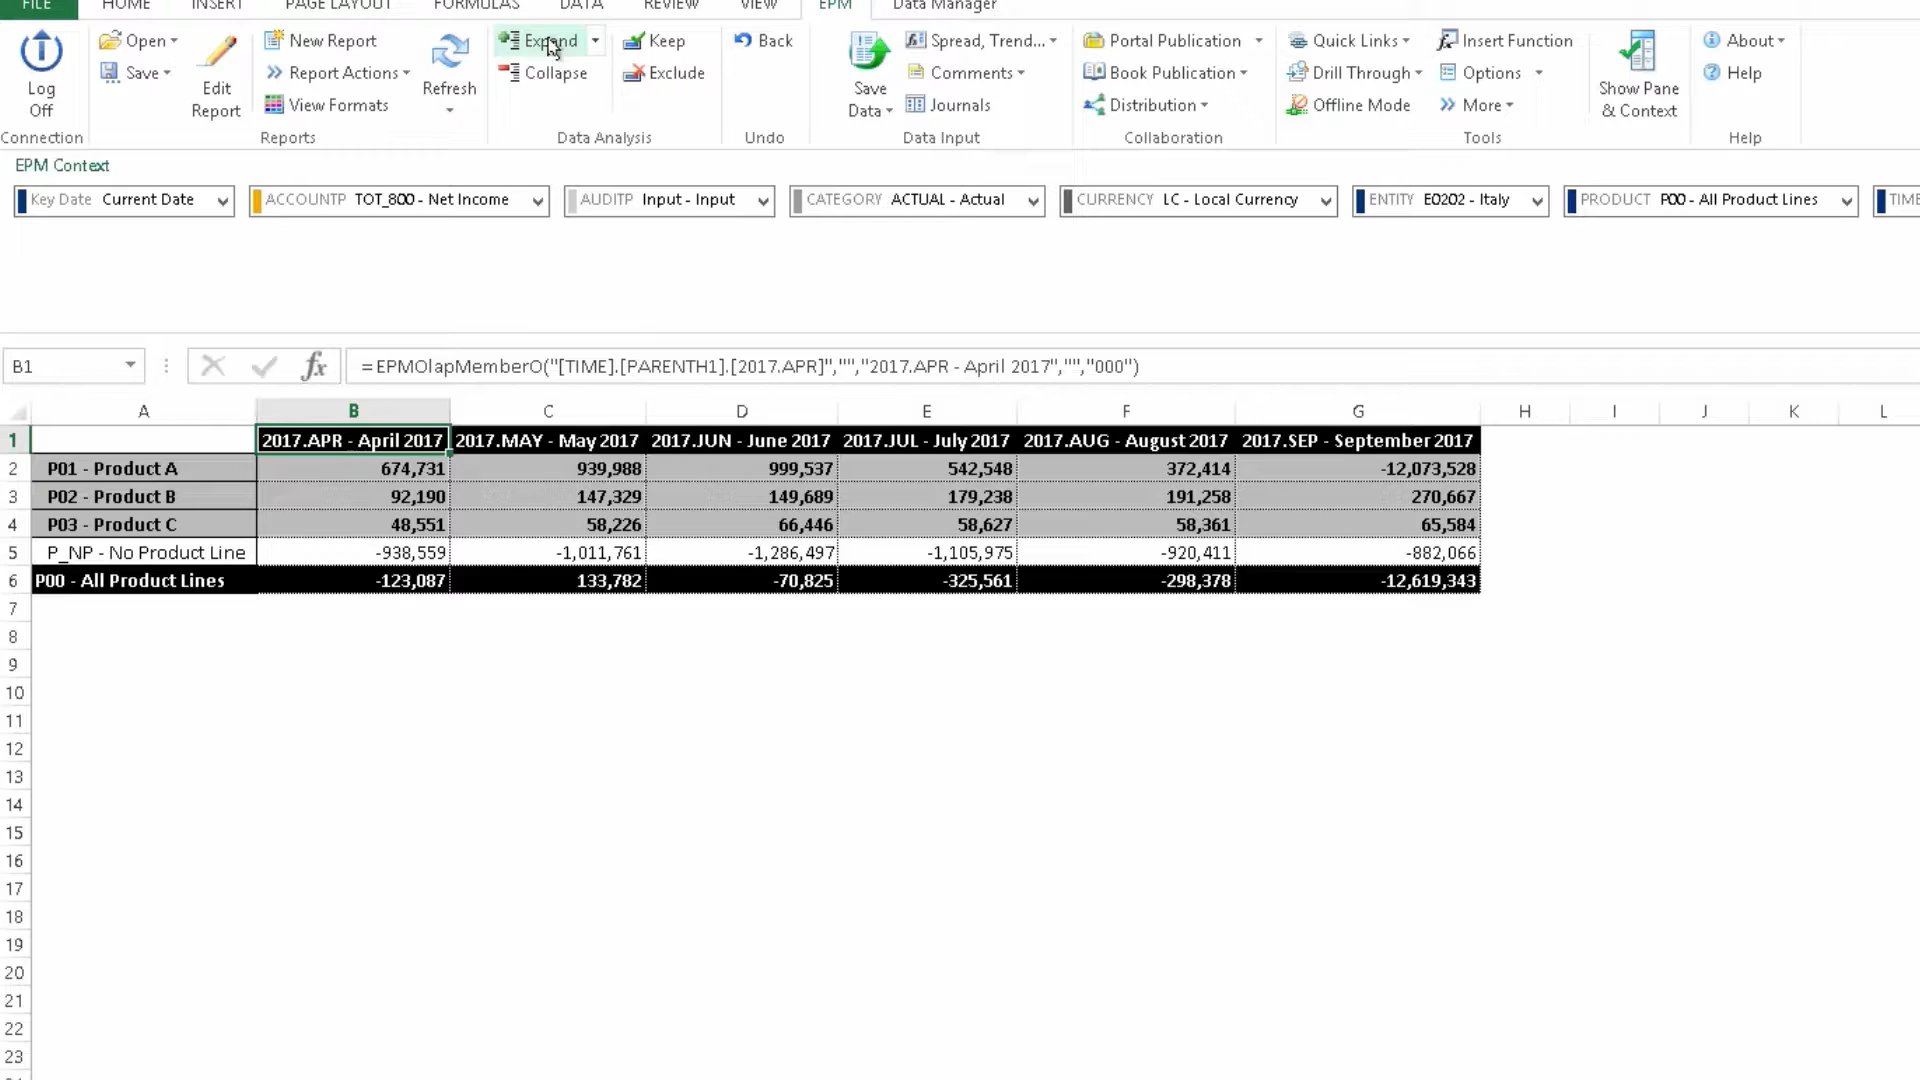 FILE HOME INSERT PAGE LAYOUT FORMULAS DATA REVIEW VIEW EPM Data Manager
Log Off
Connection
Open
Save
Edit Report
New Report
Report Actions
View Formats
Refresh
Reports
Expand
Collapse
Keep
Exclude
Data Analysis
Back
Undo
Save Data
Spread, Trend...
Comments
Journals
Data Input
Portal Publication
Book Publication
Distribution
Collaboration
Quick Links
Drill Through
Offline Mode
Insert Function
Options
More
Tools
Show Pane & Context
About
Help
Help
EPM Context
Key Date Current Date ACCOUNTP TOT_800 - Net Income AUDITP Input - Input CATEGORY ACTUAL - Actual CURRENCY LC - Local Currency ENTITY E0202 - Italy PRODUCT P00 - All Product Lines TIME
B1 fx =EPMOlapMemberO("[TIME].[PARENTH1].[2017.APR]","","2017.APR - April 2017","","000")
A B C D E F G H I J K L
1 2017.APR - April 2017 2017.MAY - May 2017 2017.JUN - June 2017 2017.JUL - July 2017 2017.AUG - August 2017 2017.SEP - September 2017
2 P01 - Product A 674,731 939,988 999,537 542,548 372,414 -12,073,528
3 P02 - Product B 92,190 147,329 149,689 179,238 191,258 270,667
4 P03 - Product C 48,551 58,226 66,446 58,627 58,361 65,584
5 P_NP - No Product Line -938,559 -1,011,761 -1,286,497 -1,105,975 -920,411 -882,066
6 P00 - All Product Lines -123,087 133,782 -70,825 -325,561 -298,378 -12,619,343
7
8
9
10
11
12
13
14
15
16
17
18
19
20
21
22
23